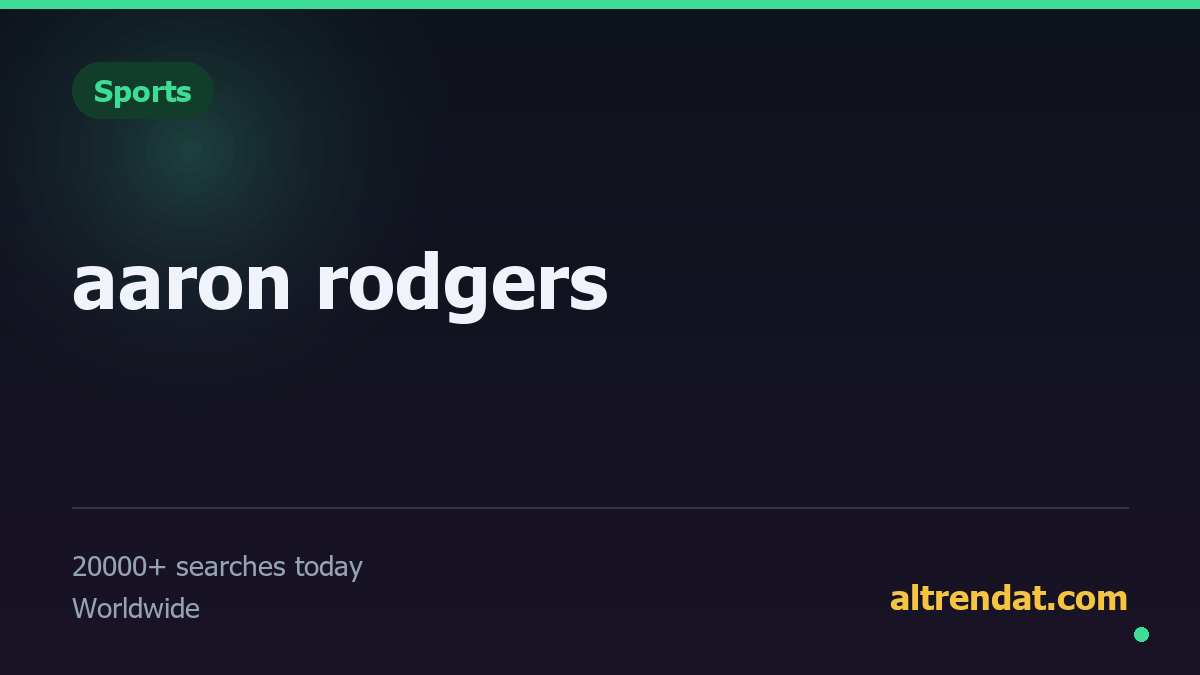 Sports
aaron rodgers
20000+ searches today
Worldwide
altrendat.com